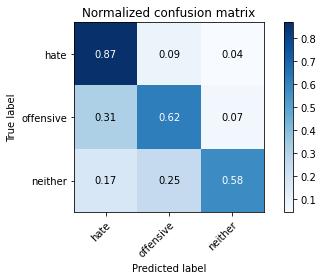 Normalized confusion matrix
True label
hate
offensive
neither
0.87 0.09 0.04
0.31 0.62 0.07
0.17 0.25 0.58
hate
offensive
neither
Predicted label
0.8
0.7
0.6
0.5
0.4
0.3
0.2
0.1